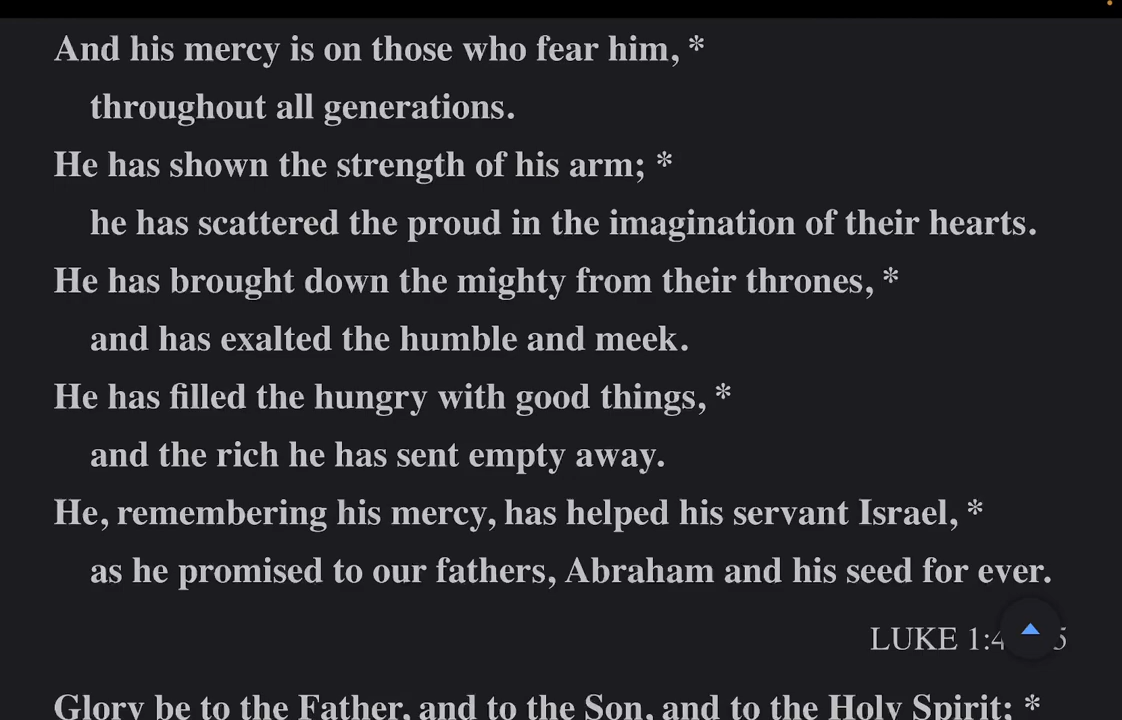 And his mercy is on those who fear him, *
throughout all generations.
He has shown the strength of his arm; *
he has scattered the proud in the imagination of their hearts.
He has brought down the mighty from their thrones, *
and has exalted the humble and meek.
He has filled the hungry with good things, *
and the rich he has sent empty away.
He, remembering his mercy, has helped his servant Israel, *
as he promised to our fathers, Abraham and his seed for ever.
LUKE 1:4 5
Glory be to the Father, and to the Son, and to the Holy Spirit; *